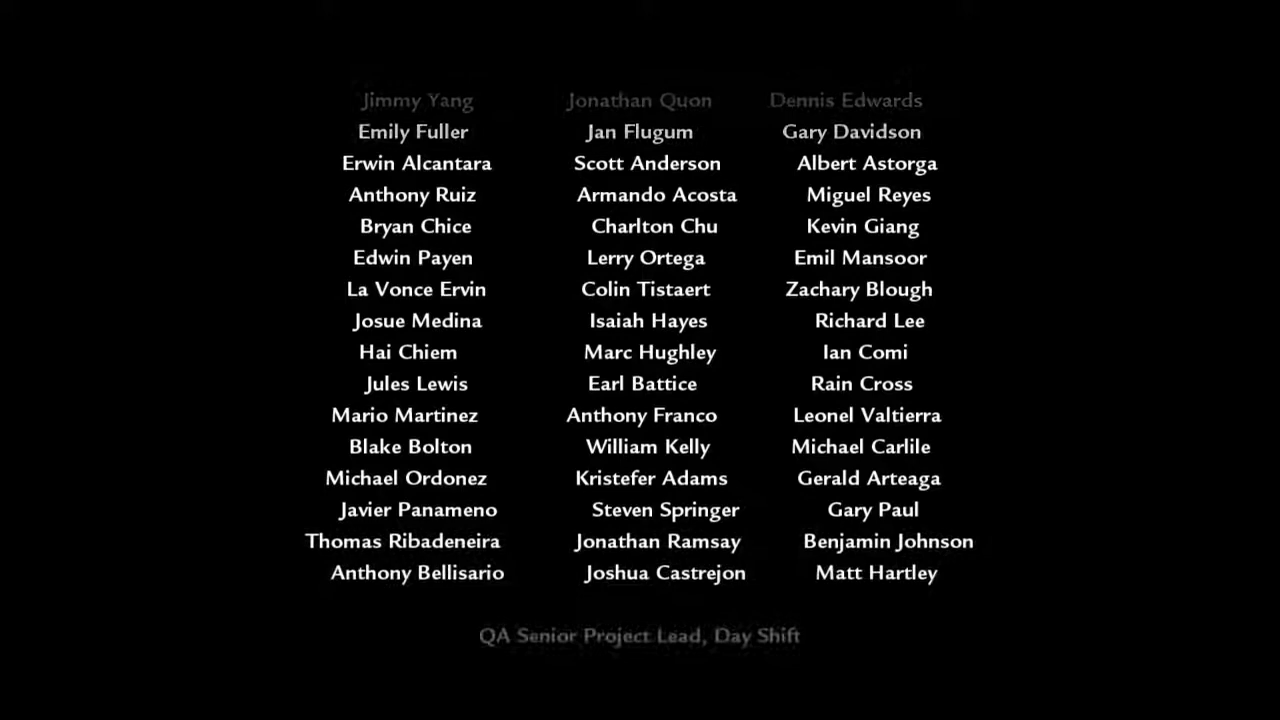 Jimmy Yang Jonathan Quon Dennis Edwards
Emily Fuller Jan Flugum Gary Davidson
Erwin Alcantara Scott Anderson Albert Astorga
Anthony Ruiz Armando Acosta Miguel Reyes
Bryan Chice Charlton Chu Kevin Giang
Edwin Payen Lerry Ortega Emil Mansoor
La Vonce Ervin Colin Tistaert Zachary Blough
Josue Medina Isaiah Hayes Richard Lee
Hai Chiem Marc Hughley Ian Comi
Jules Lewis Earl Battice Rain Cross
Mario Martinez Anthony Franco Leonel Valtierra
Blake Bolton William Kelly Michael Carlile
Michael Ordonez Kristefer Adams Gerald Arteaga
Javier Panameno Steven Springer Gary Paul
Thomas Ribadeneira Jonathan Ramsay Benjamin Johnson
Anthony Bellisario Joshua Castrejon Matt Hartley
QA Senior Project Lead, Day Shift